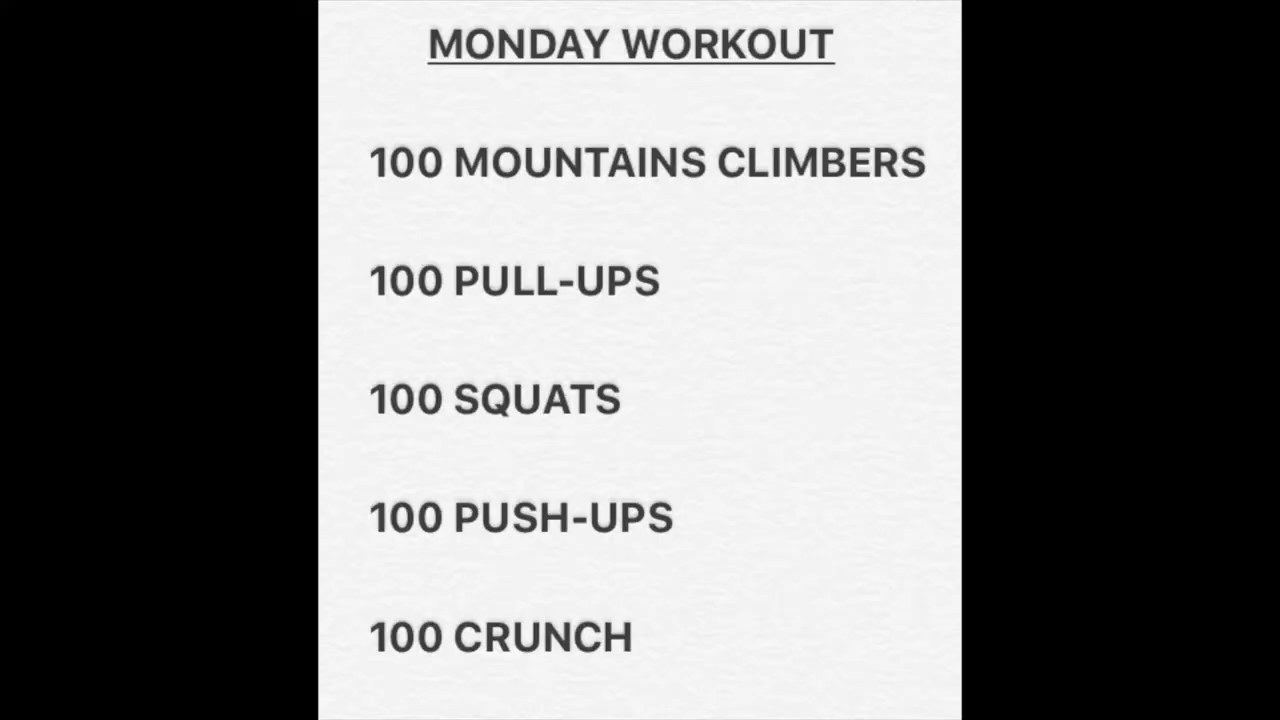 MONDAY WORKOUT
100 MOUNTAINS CLIMBERS
100 PULL-UPS
100 SQUATS
100 PUSH-UPS
100 CRUNCH